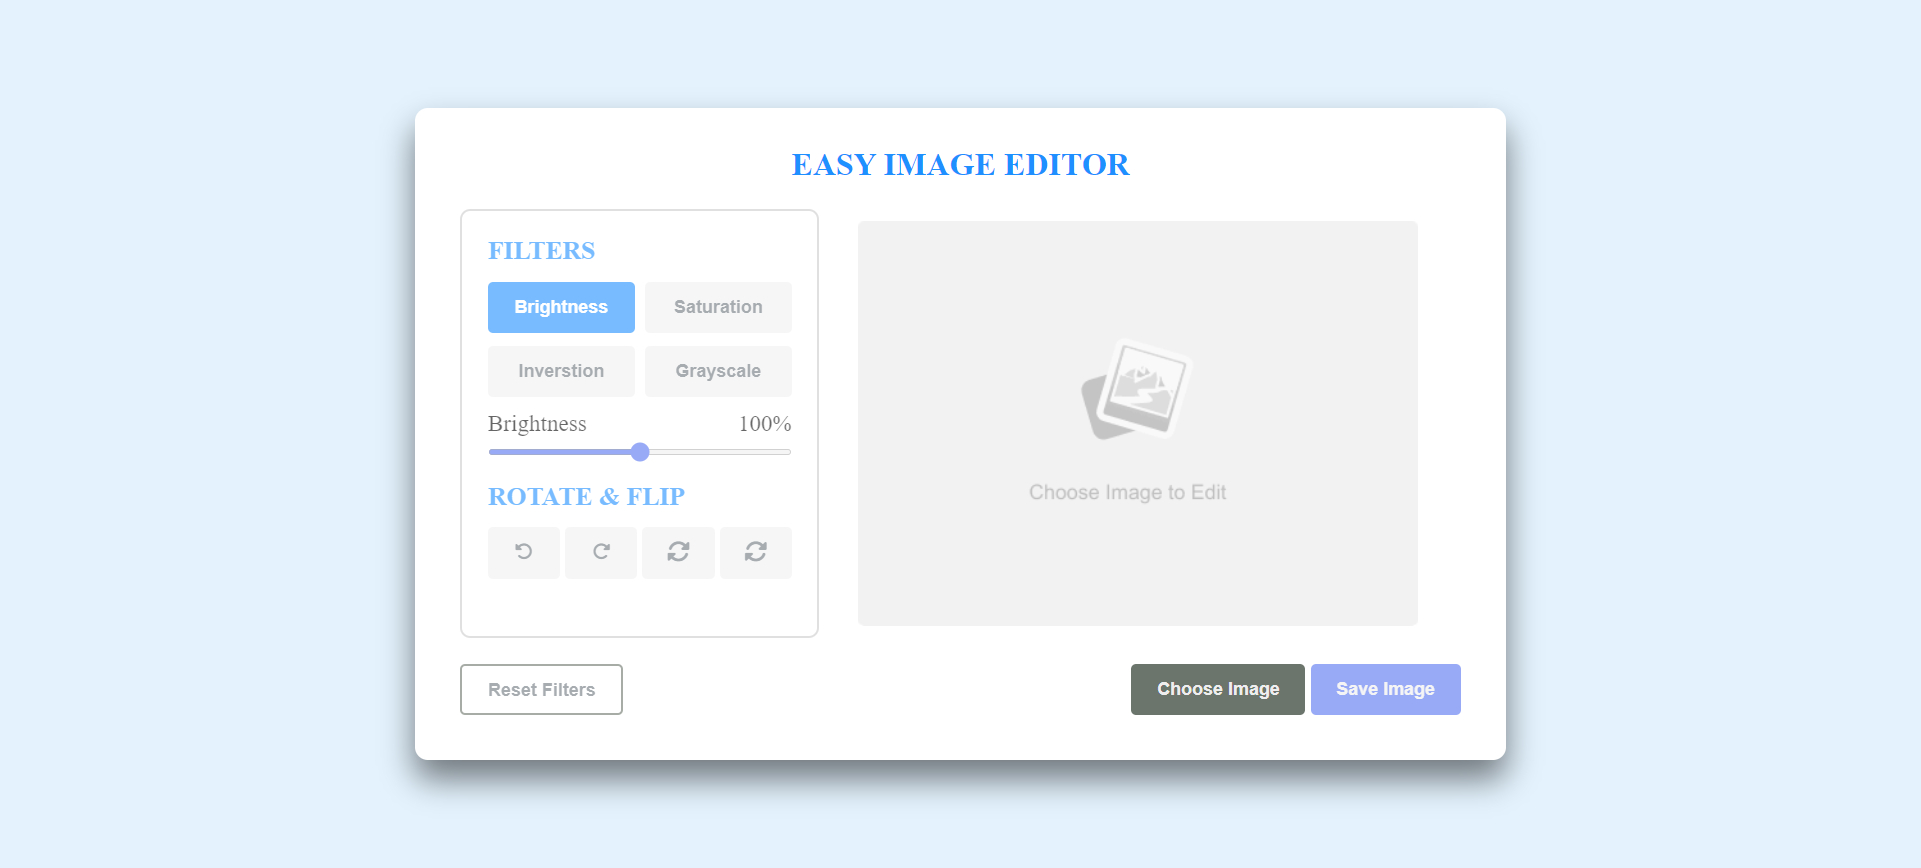 EASY IMAGE EDITOR
FILTERS
Brightness
Saturation
Inverstion
Grayscale
Brightness 100%
ROTATE & FLIP
Choose Image to Edit
Reset Filters
Choose Image
Save Image